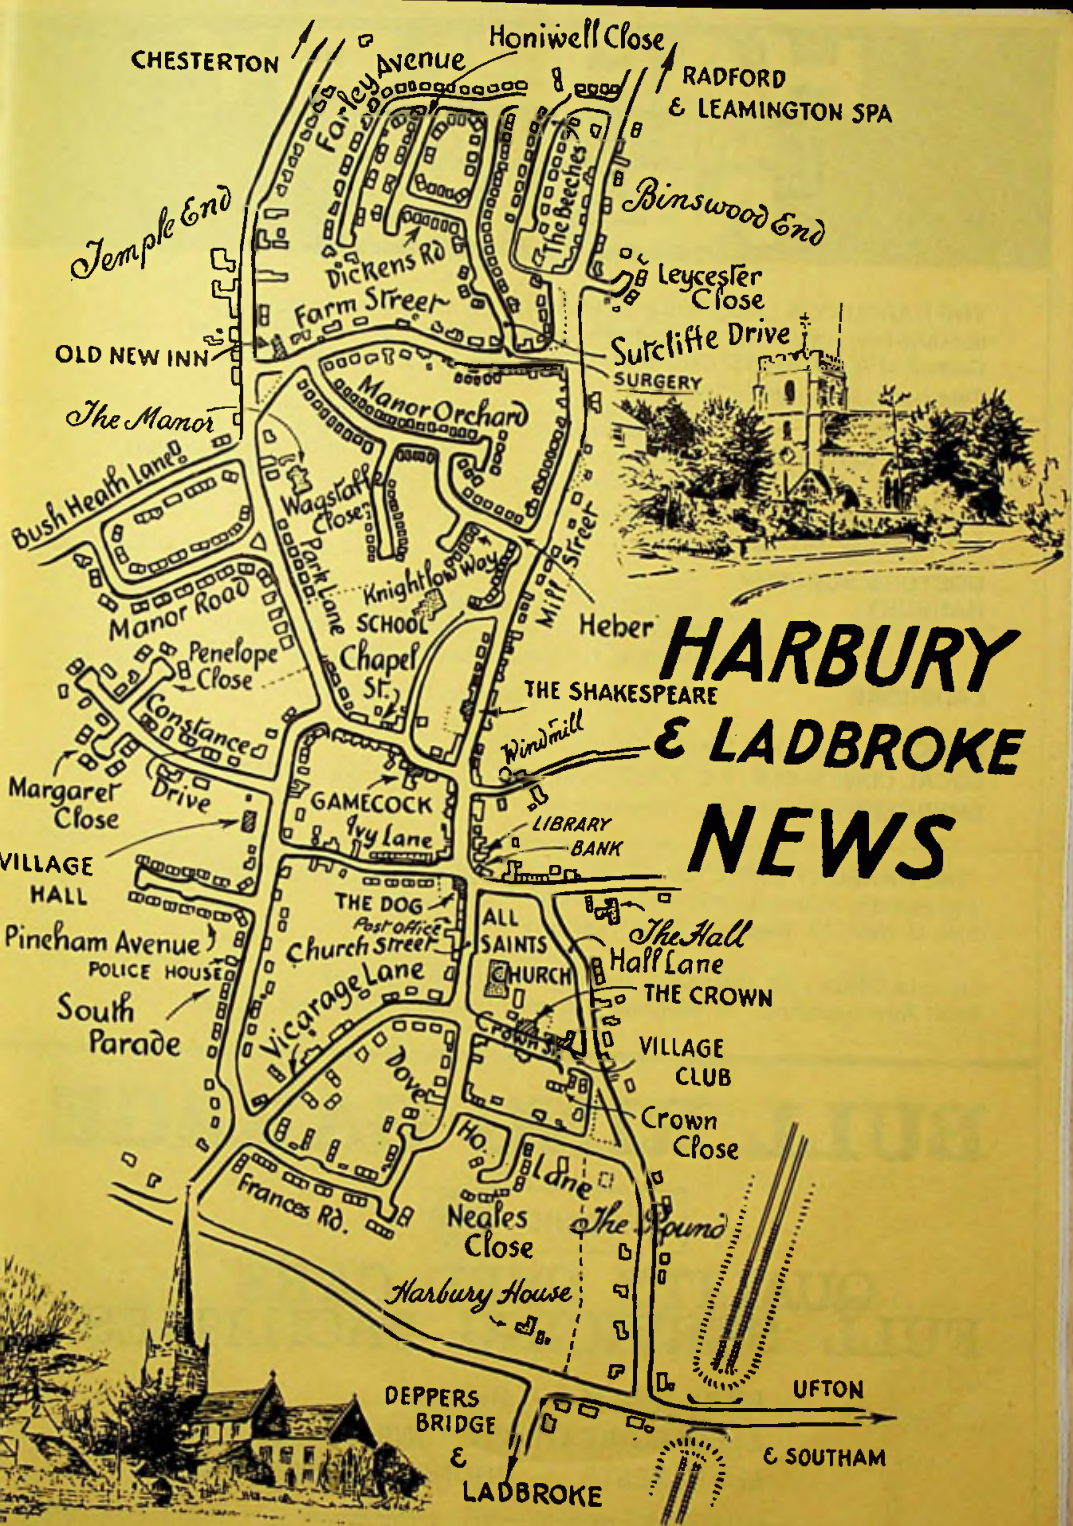 CHESTERTON
Honiwell Close
Farley Avenue
RADFORD
& LEAMINGTON SPA
Temple End
The Beeches
Binswood End
Dickens Rd
Leycester
Close
Farm Street
OLD NEW INN
Sutcliffe Drive
SURGERY
The Manor
Manor Orchard
Bush Heath Lane
Wagstaffe
Close
Park Lane
Knightlow Way
Mill Street
Manor Road
SCHOOL
Heber
HARBURY
& LADBROKE
NEWS
Penelope
Close
Chapel
St.
THE SHAKESPEARE
Constance
Drive
Windmill
Margaret
Close
GAMECOCK
Ivy Lane
LIBRARY
BANK
VILLAGE
HALL
THE DOG
Post office
Church Street
ALL
SAINTS
CHURCH
The Hall
Hall Lane
Pineham Avenue
POLICE HOUSE
THE CROWN
South
Parade
Vicarage Lane
Crown St.
VILLAGE
CLUB
Dove
Crown
Close
Ho.
Lane
Frances Rd.
Neales
Close
The Pound
Harbury House
DEPPERS
BRIDGE
&
LADBROKE
UFTON
& SOUTHAM